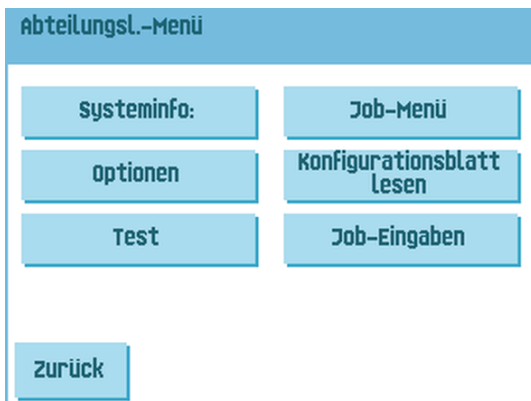 Abteilungsl.-Menü
Systeminfo:
Job-Menü
Optionen
Konfigurationsblatt
lesen
Test
Job-Eingaben
Zurück